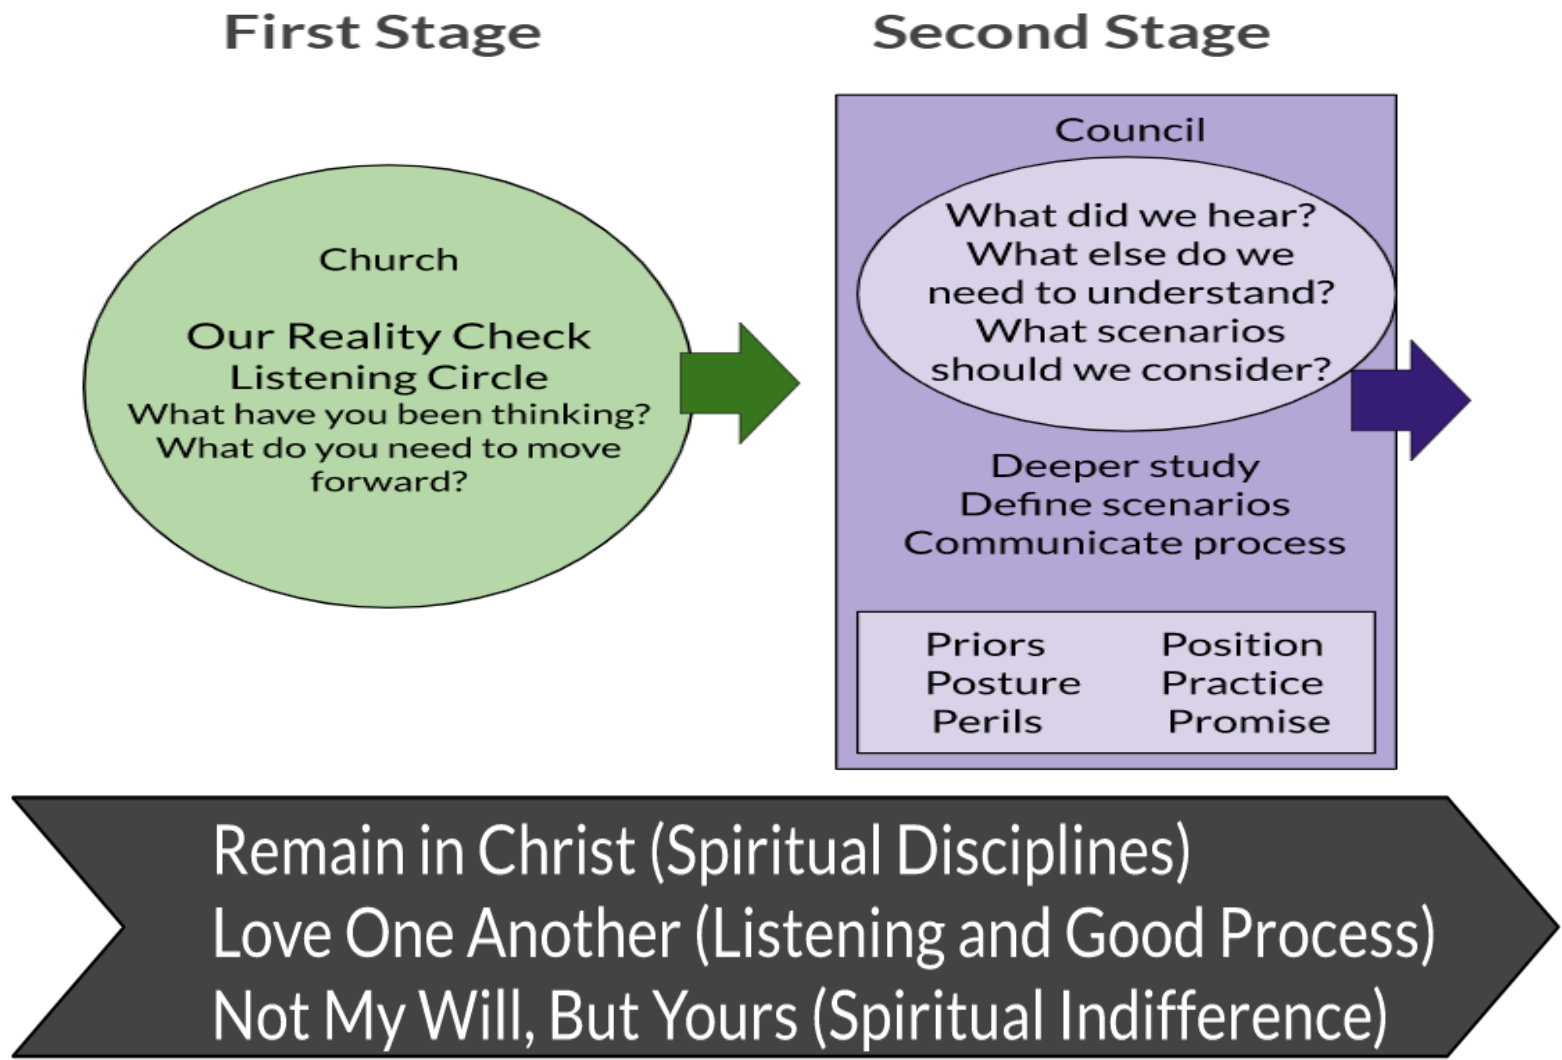 First Stage
Second Stage
Church
Our Reality Check
Listening Circle
What have you been thinking?
What do you need to move
forward?
Council
What did we hear?
What else do we
need to understand?
What scenarios
should we consider?
Deeper study
Define scenarios
Communicate process
Priors Position
Posture Practice
Perils Promise
Remain in Christ (Spiritual Disciplines)
Love One Another (Listening and Good Process)
Not My Will, But Yours (Spiritual Indifference)